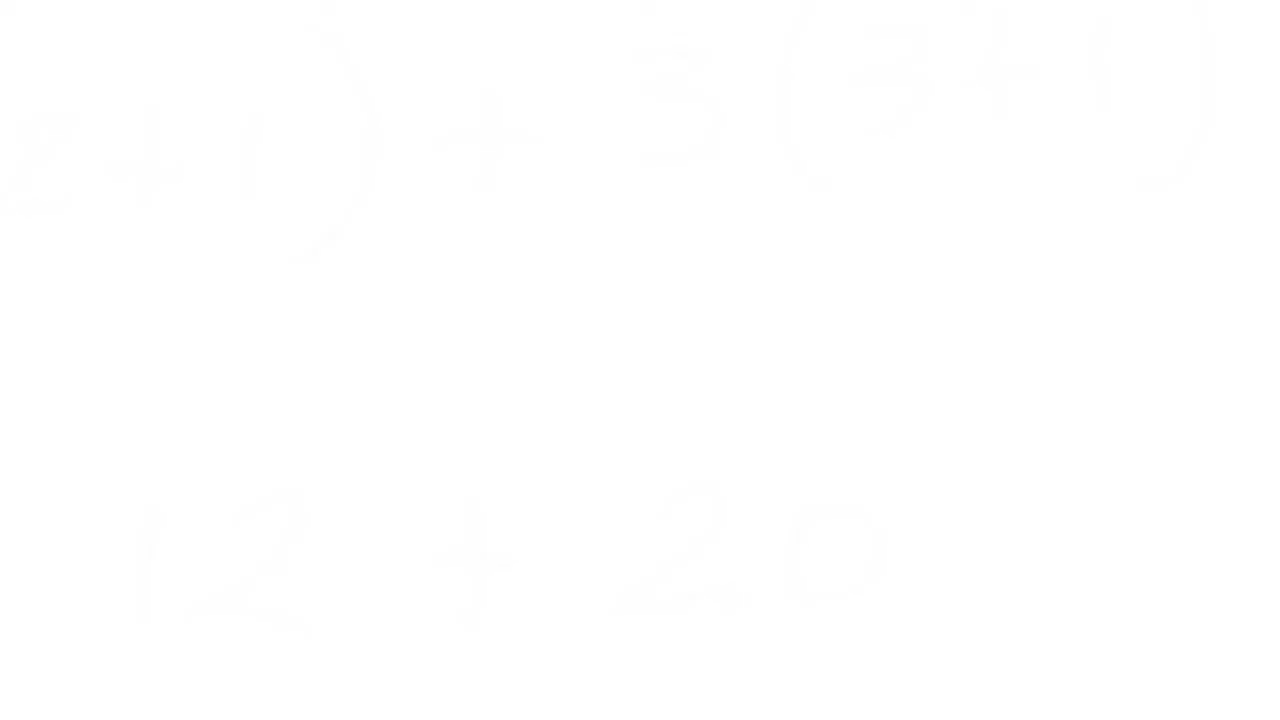 2+1) + 3(3+1)
12 + 20